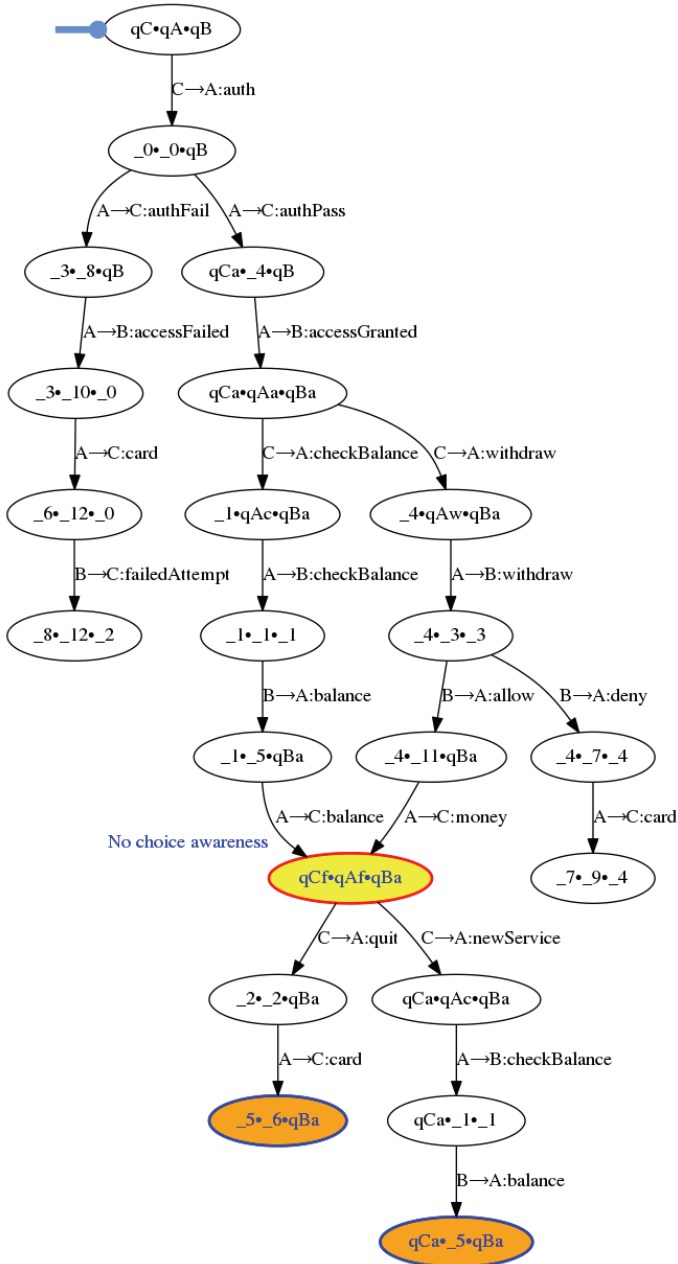 qC•qA•qB
C→A:auth
_0•_0•qB
A→C:authFail
A→C:authPass
_3•_8•qB
qCa•_4•qB
A→B:accessFailed
A→B:accessGranted
_3•_10•_0
qCa•qAa•qBa
A→C:card
C→A:checkBalance
C→A:withdraw
_6•_12•_0
_1•qAc•qBa
_4•qAw•qBa
B→C:failedAttempt
A→B:checkBalance
A→B:withdraw
_8•_12•_2
_1•_1•_1
_4•_3•_3
B→A:balance
B→A:allow
B→A:deny
_1•_5•qBa
_4•_11•qBa
_4•_7•_4
A→C:balance
A→C:money
A→C:card
No choice awareness
qCf•qAf•qBa
_7•_9•_4
C→A:quit
C→A:newService
_2•_2•qBa
qCa•qAc•qBa
A→C:card
A→B:checkBalance
_5•_6•qBa
qCa•_1•_1
B→A:balance
qCa•_5•qBa